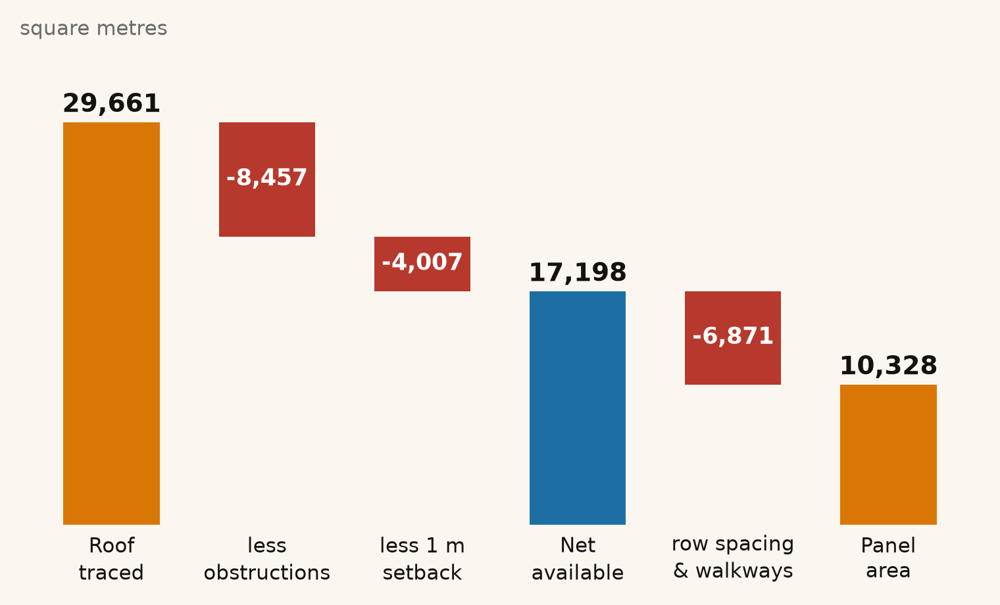 square metres
29,661
-8,457
-4,007
17,198
-6,871
10,328
Roof
traced
less
obstructions
less 1 m
setback
Net
available
row spacing
& walkways
Panel
area